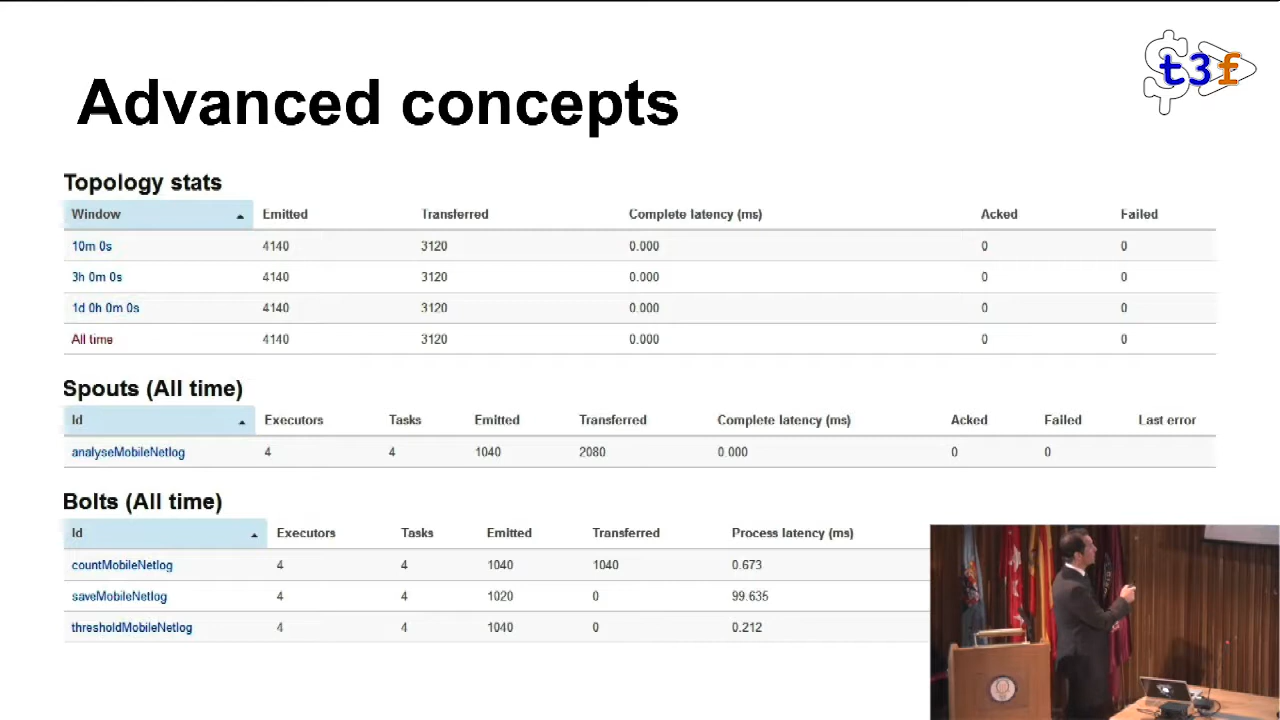 t3f
Advanced concepts
Topology stats
Window Emitted Transferred Complete latency (ms) Acked Failed
10m 0s 4140 3120 0.000 0 0
3h 0m 0s 4140 3120 0.000 0 0
1d 0h 0m 0s 4140 3120 0.000 0 0
All time 4140 3120 0.000 0 0
Spouts (All time)
Id Executors Tasks Emitted Transferred Complete latency (ms) Acked Failed Last error
analyseMobileNetlog 4 4 1040 2080 0.000 0 0
Bolts (All time)
Id Executors Tasks Emitted Transferred Process latency (ms)
countMobileNetlog 4 4 1040 1040 0.673
saveMobileNetlog 4 4 1020 0 99.635
thresholdMobileNetlog 4 4 1040 0 0.212